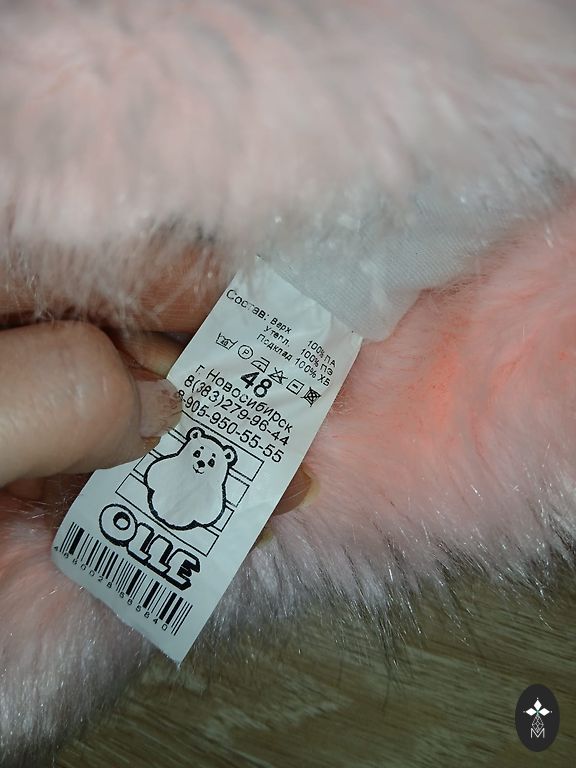 Состав: Верх 100% ПА
Утепл. 100% ПЭ
Подклад 100% ХБ
48
г. Новосибирск
8(383)279-96-44
8-905-950-55-55
OLLE
M